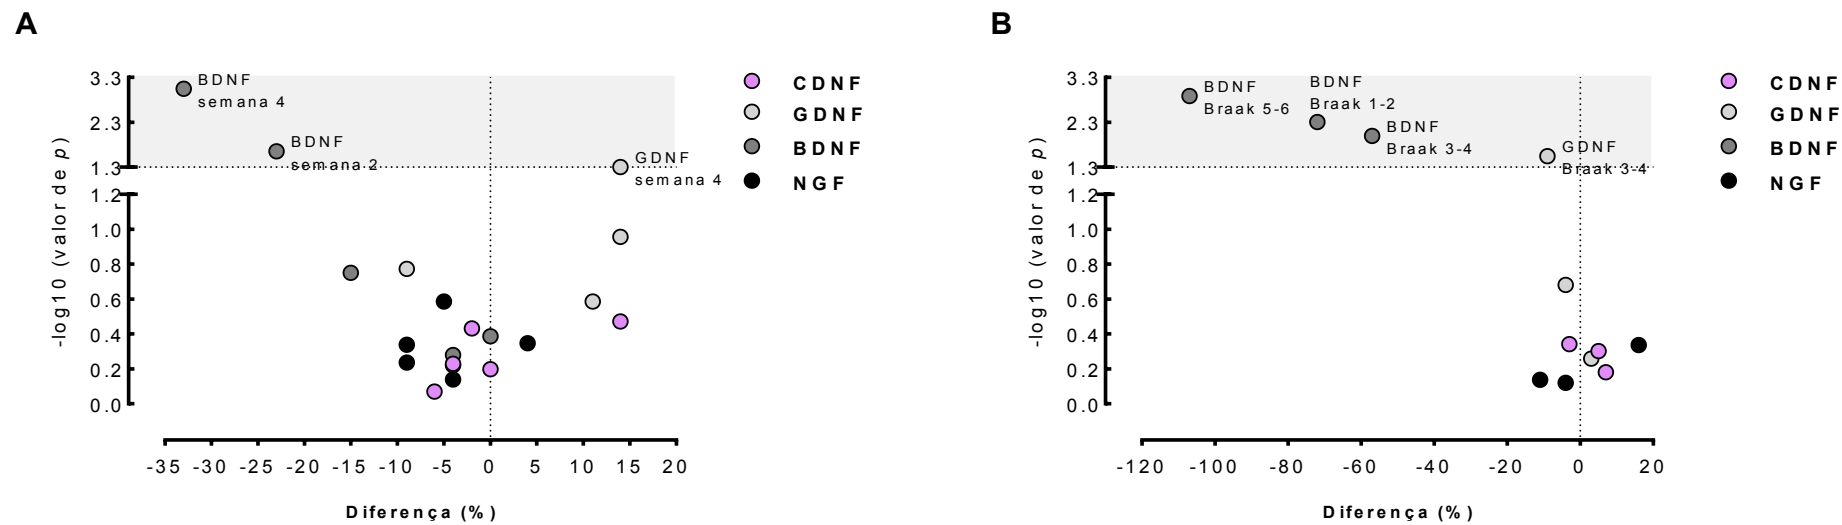 A
3.3
2.3
1.3
1.2
1.0
0.8
0.6
0.4
0.2
0.0
-log10 (valor de p)
BDNF
semana 4
BDNF
semana 2
GDNF
semana 4
-35 -30 -25 -20 -15 -10 -5 0 5 10 15 20
Diferença (%)
CDNF
GDNF
BDNF
NGF
B
3.3
2.3
1.3
1.2
1.0
0.8
0.6
0.4
0.2
0.0
-log10 (valor de p)
BDNF
Braak 5-6
BDNF
Braak 1-2
BDNF
Braak 3-4
GDNF
Braak 3-4
-120 -100 -80 -60 -40 -20 0 20
Diferença (%)
CDNF
GDNF
BDNF
NGF